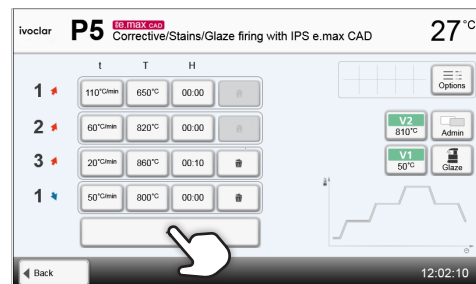 ivoclar P5 e.max CAD 27°C
Corrective/Stains/Glaze firing with IPS e.max CAD
t T H
Options
1 110°C/min 650°C 00:00
2 60°C/min 820°C 00:00
V2 810°C Admin
3 20°C/min 860°C 00:10
V1 50°C Glaze
1 50°C/min 800°C 00:00
Back 12:02:10